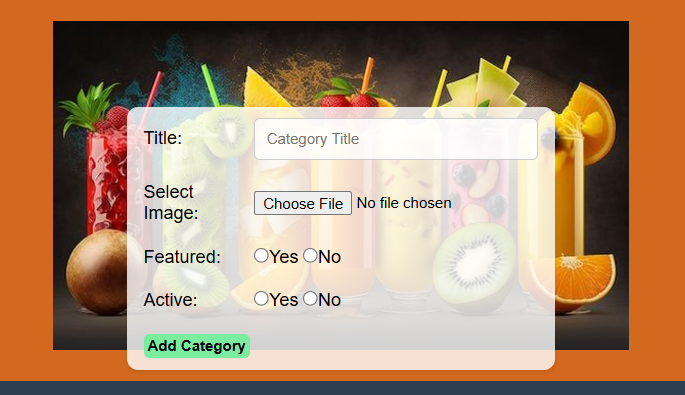 Title: Category Title
Select
Image:
Choose File No file chosen
Featured: Yes No
Active: Yes No
Add Category